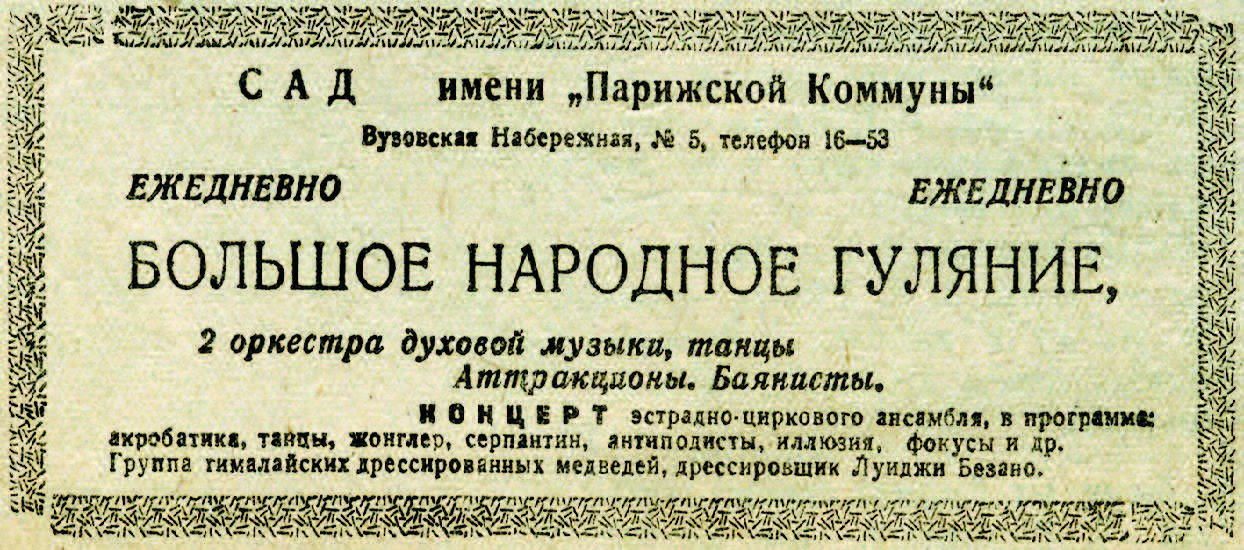 САД имени „Парижской Коммуны“
Вузовская Набережная, № 5, телефон 16—53
ЕЖЕДНЕВНО ЕЖЕДНЕВНО
БОЛЬШОЕ НАРОДНОЕ ГУЛЯНИЕ,
2 оркестра духовой музыки, танцы
Аттракционы. Баянисты.
КОНЦЕРТ эстрадно-циркового ансамбля, в программе:
акробатика, танцы, жонглер, серпантин, антиподисты, иллюзия, фокусы и др.
Группа гималайских дрессированных медведей, дрессировщик Луиджи Безано.